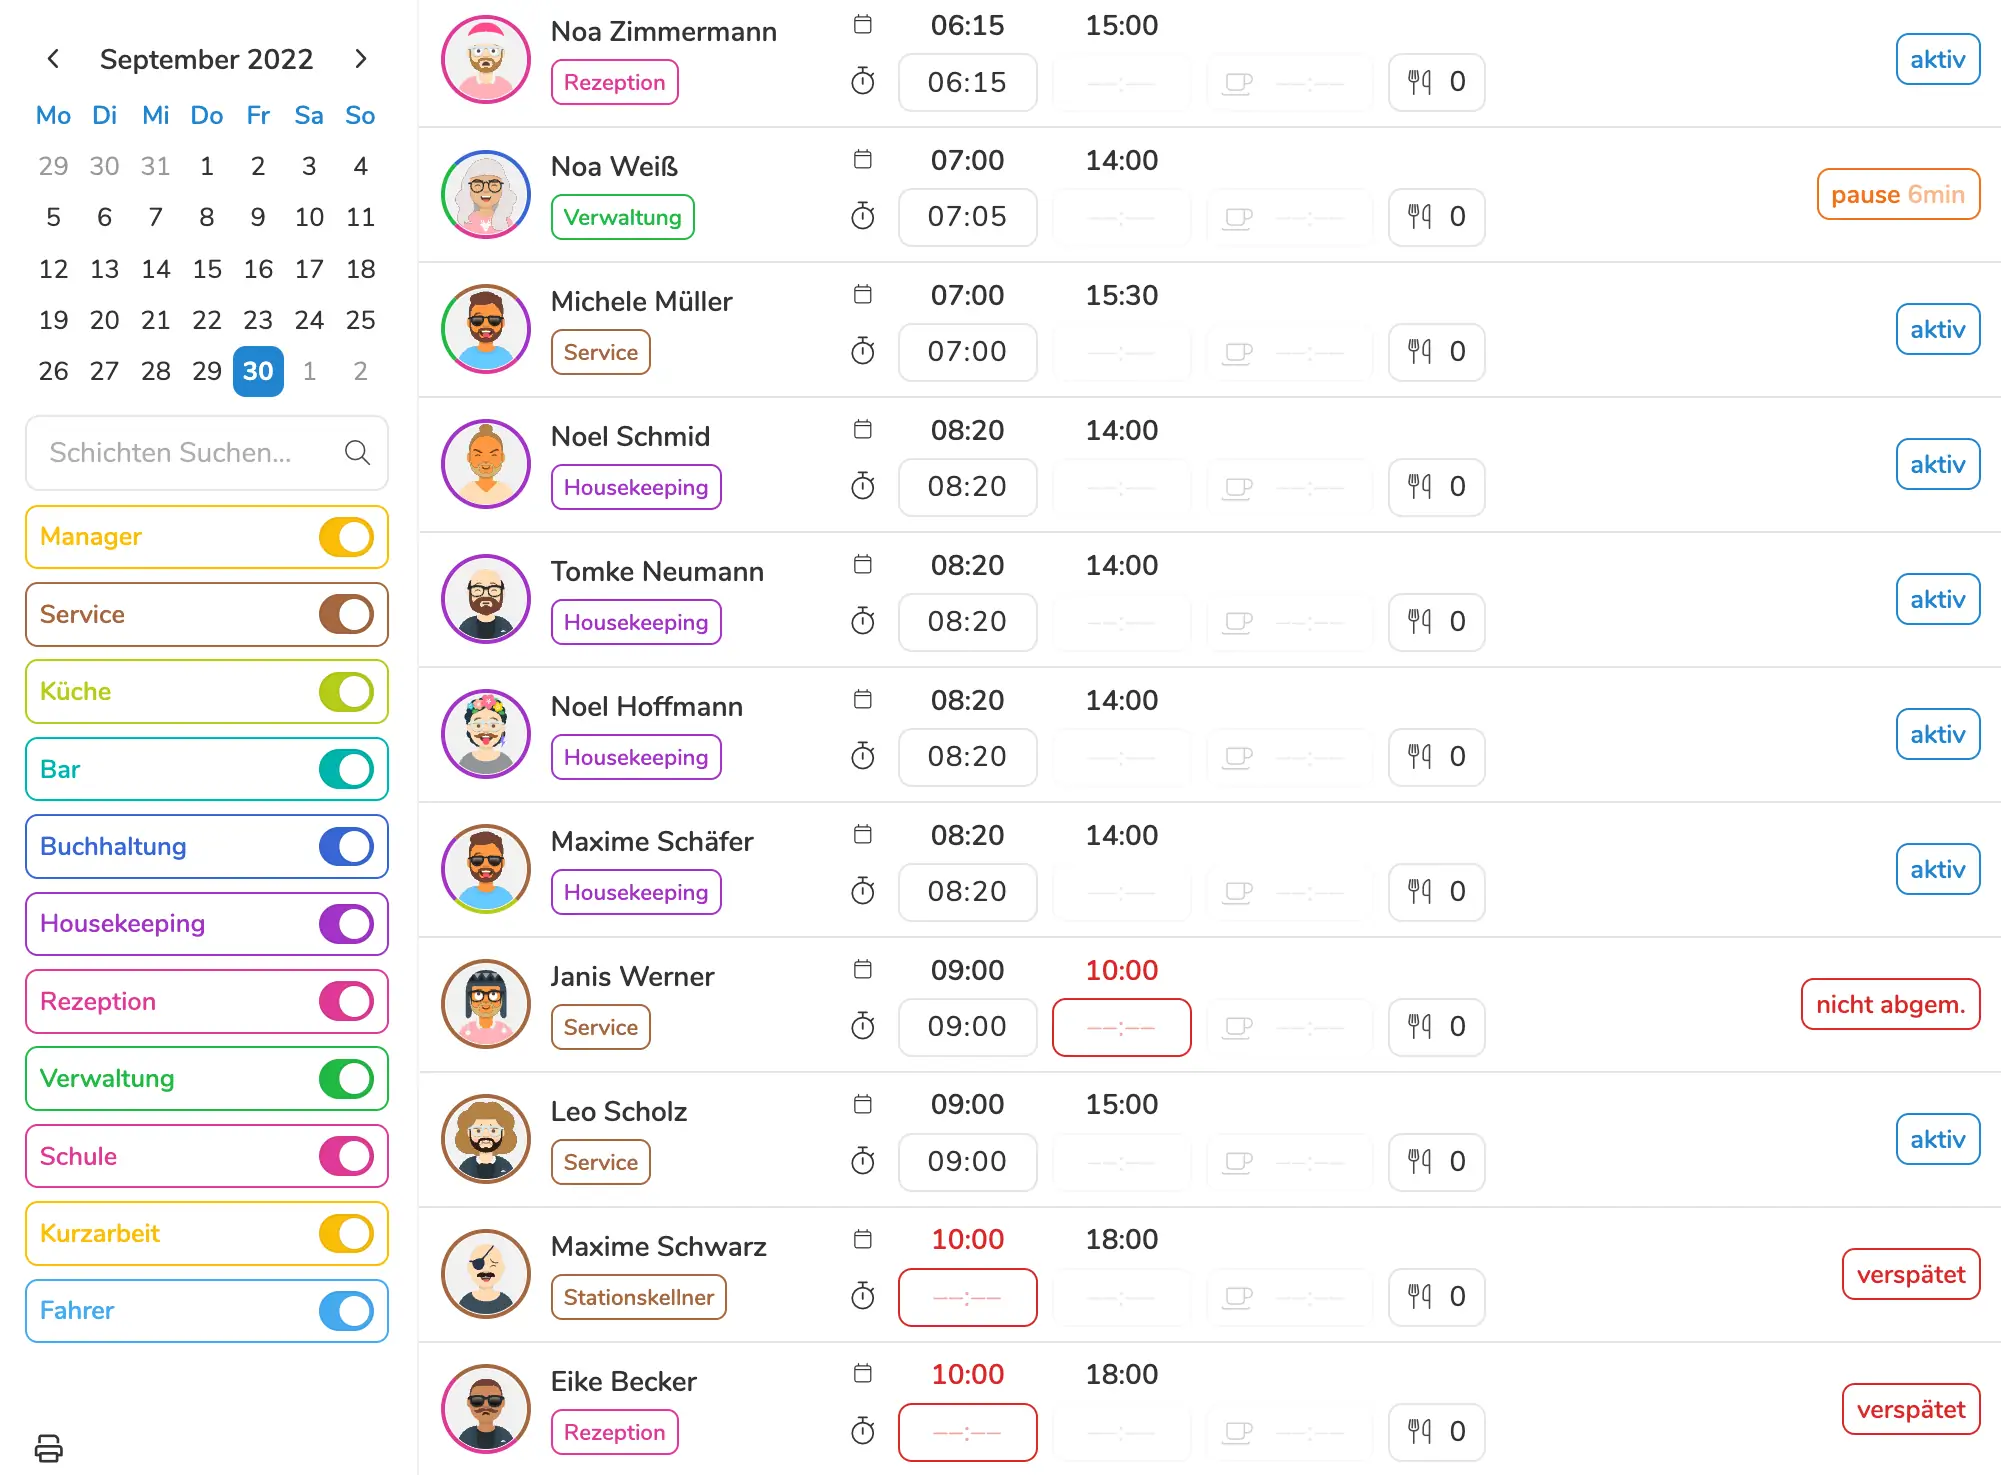 September 2022
Mo Di Mi Do Fr Sa So
29 30 31 1 2 3 4
5 6 7 8 9 10 11
12 13 14 15 16 17 18
19 20 21 22 23 24 25
26 27 28 29 30 1 2
Schichten Suchen...
Manager
Service
Küche
Bar
Buchhaltung
Housekeeping
Rezeption
Verwaltung
Schule
Kurzarbeit
Fahrer
Noa Zimmermann 06:15 15:00
Rezeption 06:15 --:-- --:-- 0
aktiv
Noa Weiß 07:00 14:00
Verwaltung 07:05 --:-- --:-- 0
pause 6min
Michele Müller 07:00 15:30
Service 07:00 --:-- --:-- 0
aktiv
Noel Schmid 08:20 14:00
Housekeeping 08:20 --:-- --:-- 0
aktiv
Tomke Neumann 08:20 14:00
Housekeeping 08:20 --:-- --:-- 0
aktiv
Noel Hoffmann 08:20 14:00
Housekeeping 08:20 --:-- --:-- 0
aktiv
Maxime Schäfer 08:20 14:00
Housekeeping 08:20 --:-- --:-- 0
aktiv
Janis Werner 09:00 10:00
Service 09:00 --:-- --:-- 0
nicht abgem.
Leo Scholz 09:00 15:00
Service 09:00 --:-- --:-- 0
aktiv
Maxime Schwarz 10:00 18:00
Stationskellner --:-- --:-- --:-- 0
verspätet
Eike Becker 10:00 18:00
Rezeption --:-- --:-- --:-- 0
verspätet